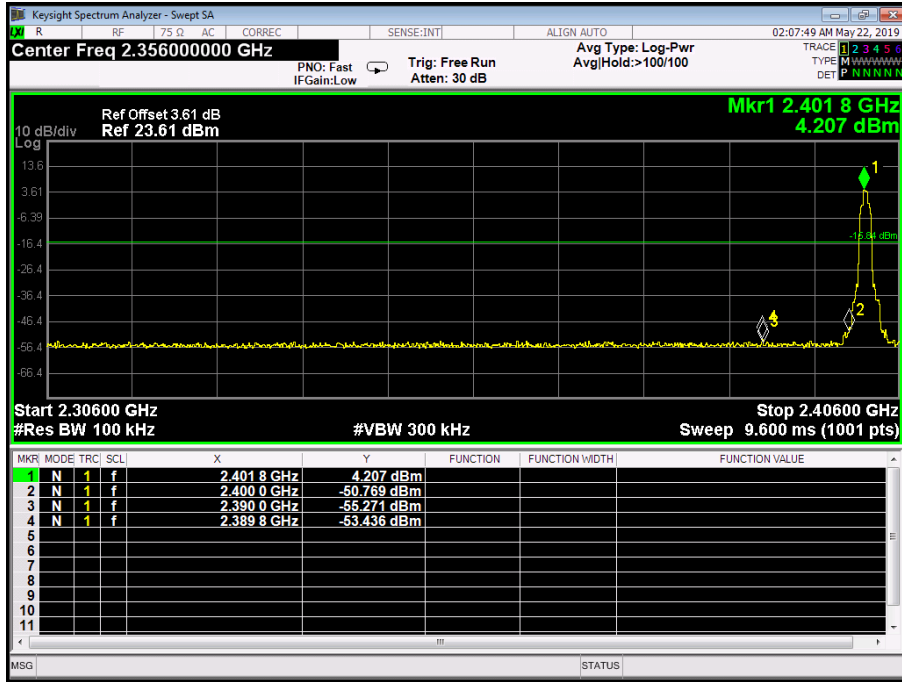 Keysight Spectrum Analyzer - Swept SA
LXI R RF 75 Ω AC CORREC SENSE:INT ALIGN AUTO 02:07:49 AM May 22, 2019
Center Freq 2.356000000 GHz
PNO: Fast
IFGain:Low
Trig: Free Run
Atten: 30 dB
Avg Type: Log-Pwr
Avg|Hold:>100/100
TRACE 1 2 3 4 5 6
TYPE M WWWWW
DET P N N N N N
Ref Offset 3.61 dB
Ref 23.61 dBm
10 dB/div
Log
Mkr1 2.401 8 GHz
4.207 dBm
13.6
3.61
-6.39
-16.4
-26.4
-36.4
-46.4
-56.4
-66.4
1
-15.84 dBm
2
4
3
Start 2.30600 GHz Stop 2.40600 GHz
#Res BW 100 kHz #VBW 300 kHz Sweep 9.600 ms (1001 pts)
MKR MODE TRC SCL X Y FUNCTION FUNCTION WIDTH FUNCTION VALUE
1 N 1 f 2.401 8 GHz 4.207 dBm
2 N 1 f 2.400 0 GHz -50.769 dBm
3 N 1 f 2.390 0 GHz -55.271 dBm
4 N 1 f 2.389 8 GHz -53.436 dBm
5
6
7
8
9
10
11
MSG STATUS